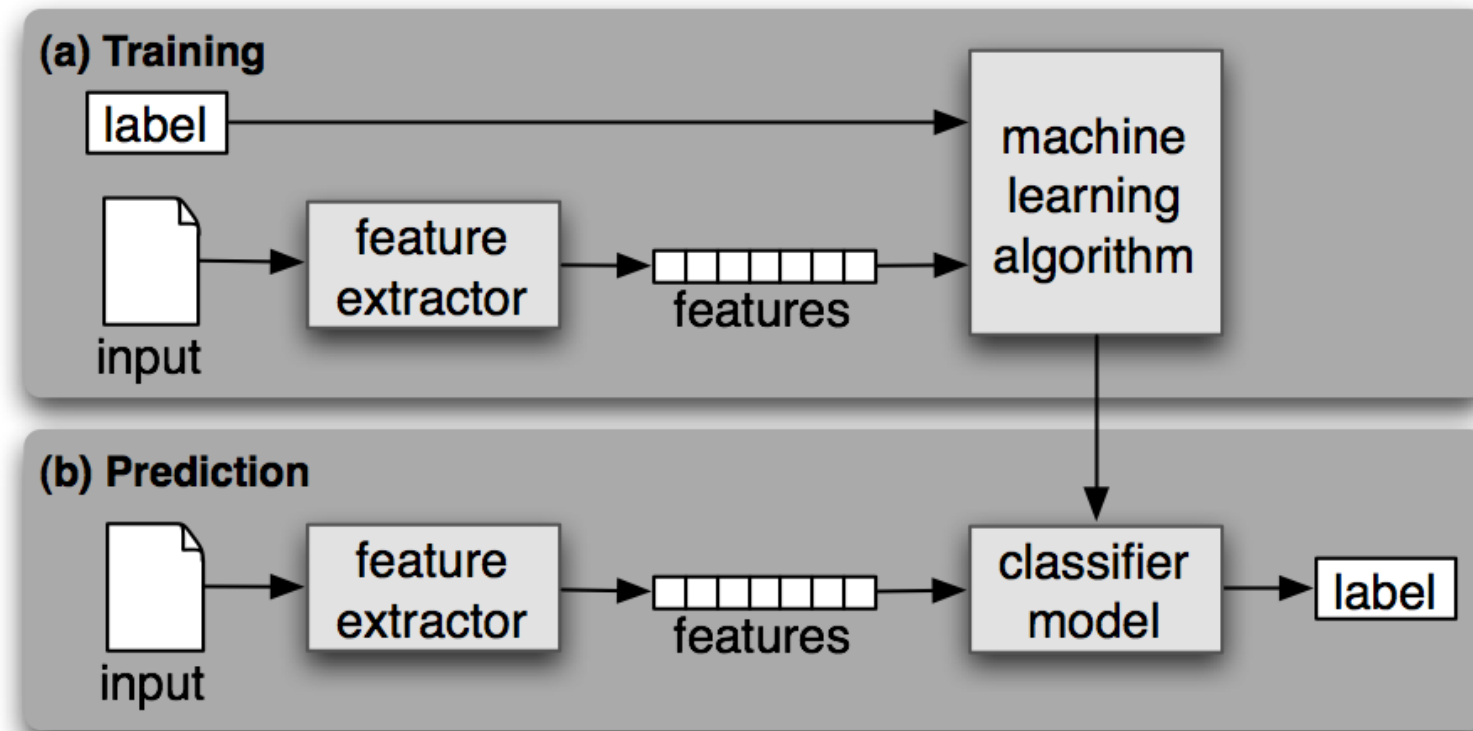 (a) Training
label
machine
learning
algorithm
feature
extractor
features
input
(b) Prediction
feature
extractor
features
input
classifier
model
label